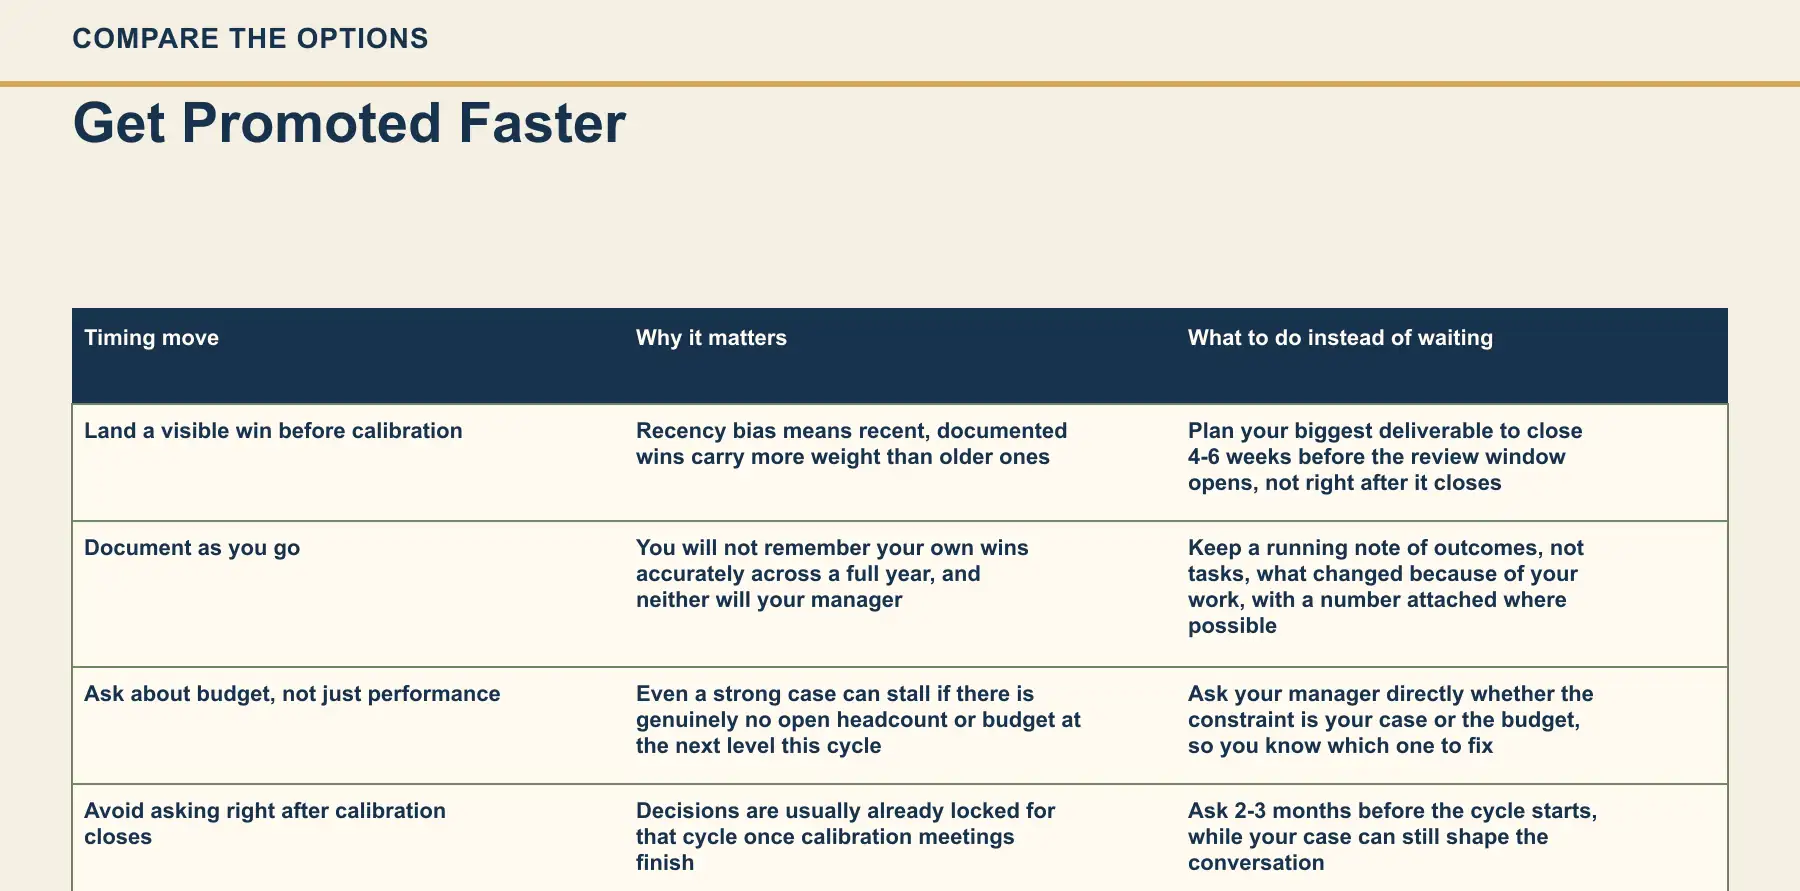 COMPARE THE OPTIONS
Get Promoted Faster
Timing move
Why it matters
What to do instead of waiting
Land a visible win before calibration
Recency bias means recent, documented
wins carry more weight than older ones
Plan your biggest deliverable to close
4-6 weeks before the review window
opens, not right after it closes
Document as you go
You will not remember your own wins
accurately across a full year, and
neither will your manager
Keep a running note of outcomes, not
tasks, what changed because of your
work, with a number attached where
possible
Ask about budget, not just performance
Even a strong case can stall if there is
genuinely no open headcount or budget at
the next level this cycle
Ask your manager directly whether the
constraint is your case or the budget,
so you know which one to fix
Avoid asking right after calibration
closes
Decisions are usually already locked for
that cycle once calibration meetings
finish
Ask 2-3 months before the cycle starts,
while your case can still shape the
conversation